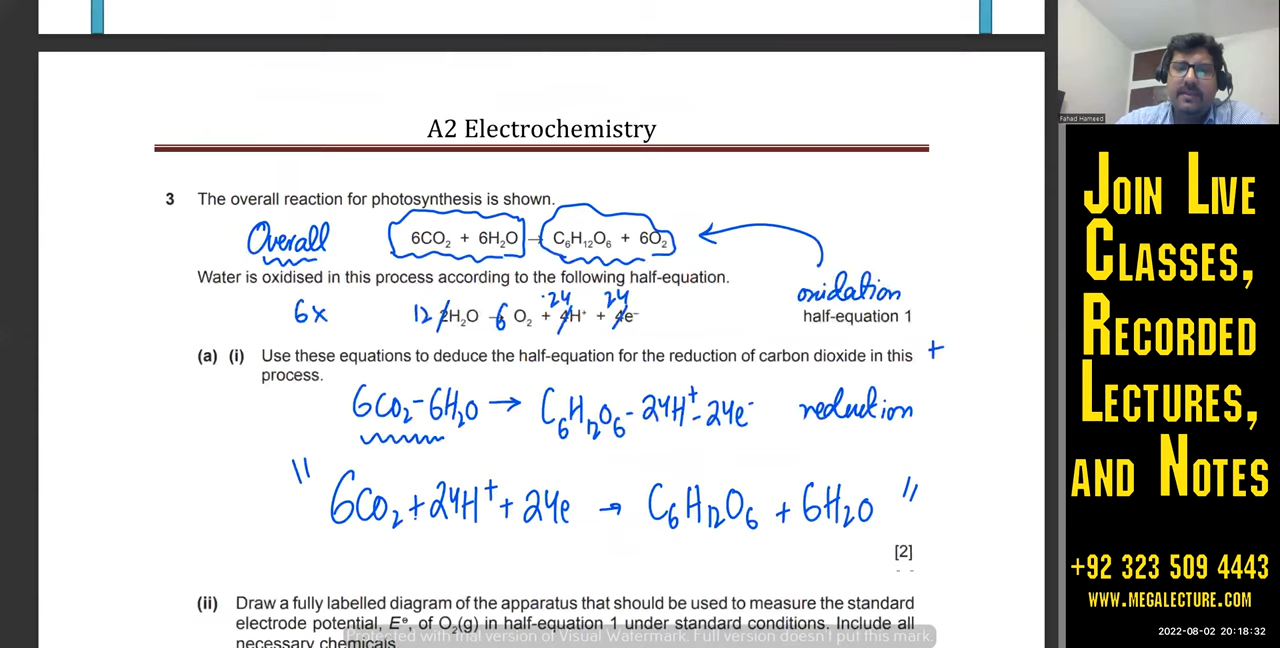 A2 Electrochemistry
3 The overall reaction for photosynthesis is shown.
Overall 6CO₂ + 6H₂O → C₆H₁₂O₆ + 6O₂
Water is oxidised in this process according to the following half-equation.
oxidation
24 24
6x 12 2H₂O → 6 O₂ + 4H⁺ + 4e⁻ half-equation 1
(a) (i) Use these equations to deduce the half-equation for the reduction of carbon dioxide in this +
process.
6CO₂ - 6H₂O → C₆H₁₂O₆ - 24H⁺ - 24e⁻ reduction
" 6CO₂ + 24H⁺ + 24e → C₆H₁₂O₆ + 6H₂O "
[2]
(ii) Draw a fully labelled diagram of the apparatus that should be used to measure the standard
electrode potential, E⁰, of O₂(g) in half-equation 1 under standard conditions. Include all
necessary chemicals
Protected with trial version of Visual Watermark. Full version doesn't put this mark.
Fahad Hameed
JOIN LIVE
CLASSES,
RECORDED
LECTURES,
AND NOTES
+92 323 509 4443
WWW.MEGALECTURE.COM
2022-08-02 20:18:32